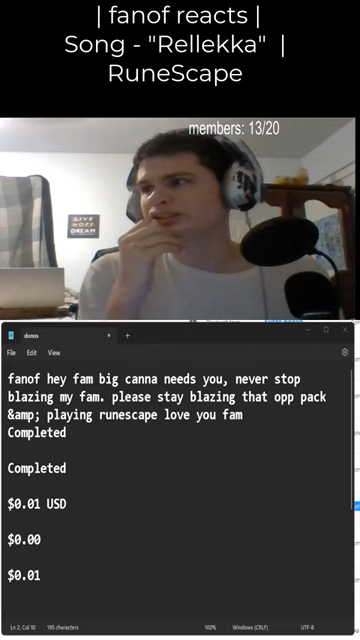 | fanof reacts |
Song - "Rellekka" |
RuneScape
members: 13/20
LIVE
HOPE
DREAM
donos
File Edit View
fanof hey fam big canna needs you, never stop
blazing my fam. please stay blazing that opp pack
&amp; playing runescape love you fam
Completed
Completed
$0.01 USD
$0.00
$0.01
Ln 2, Col 10 195 characters 100% Windows (CRLF) UTF-8